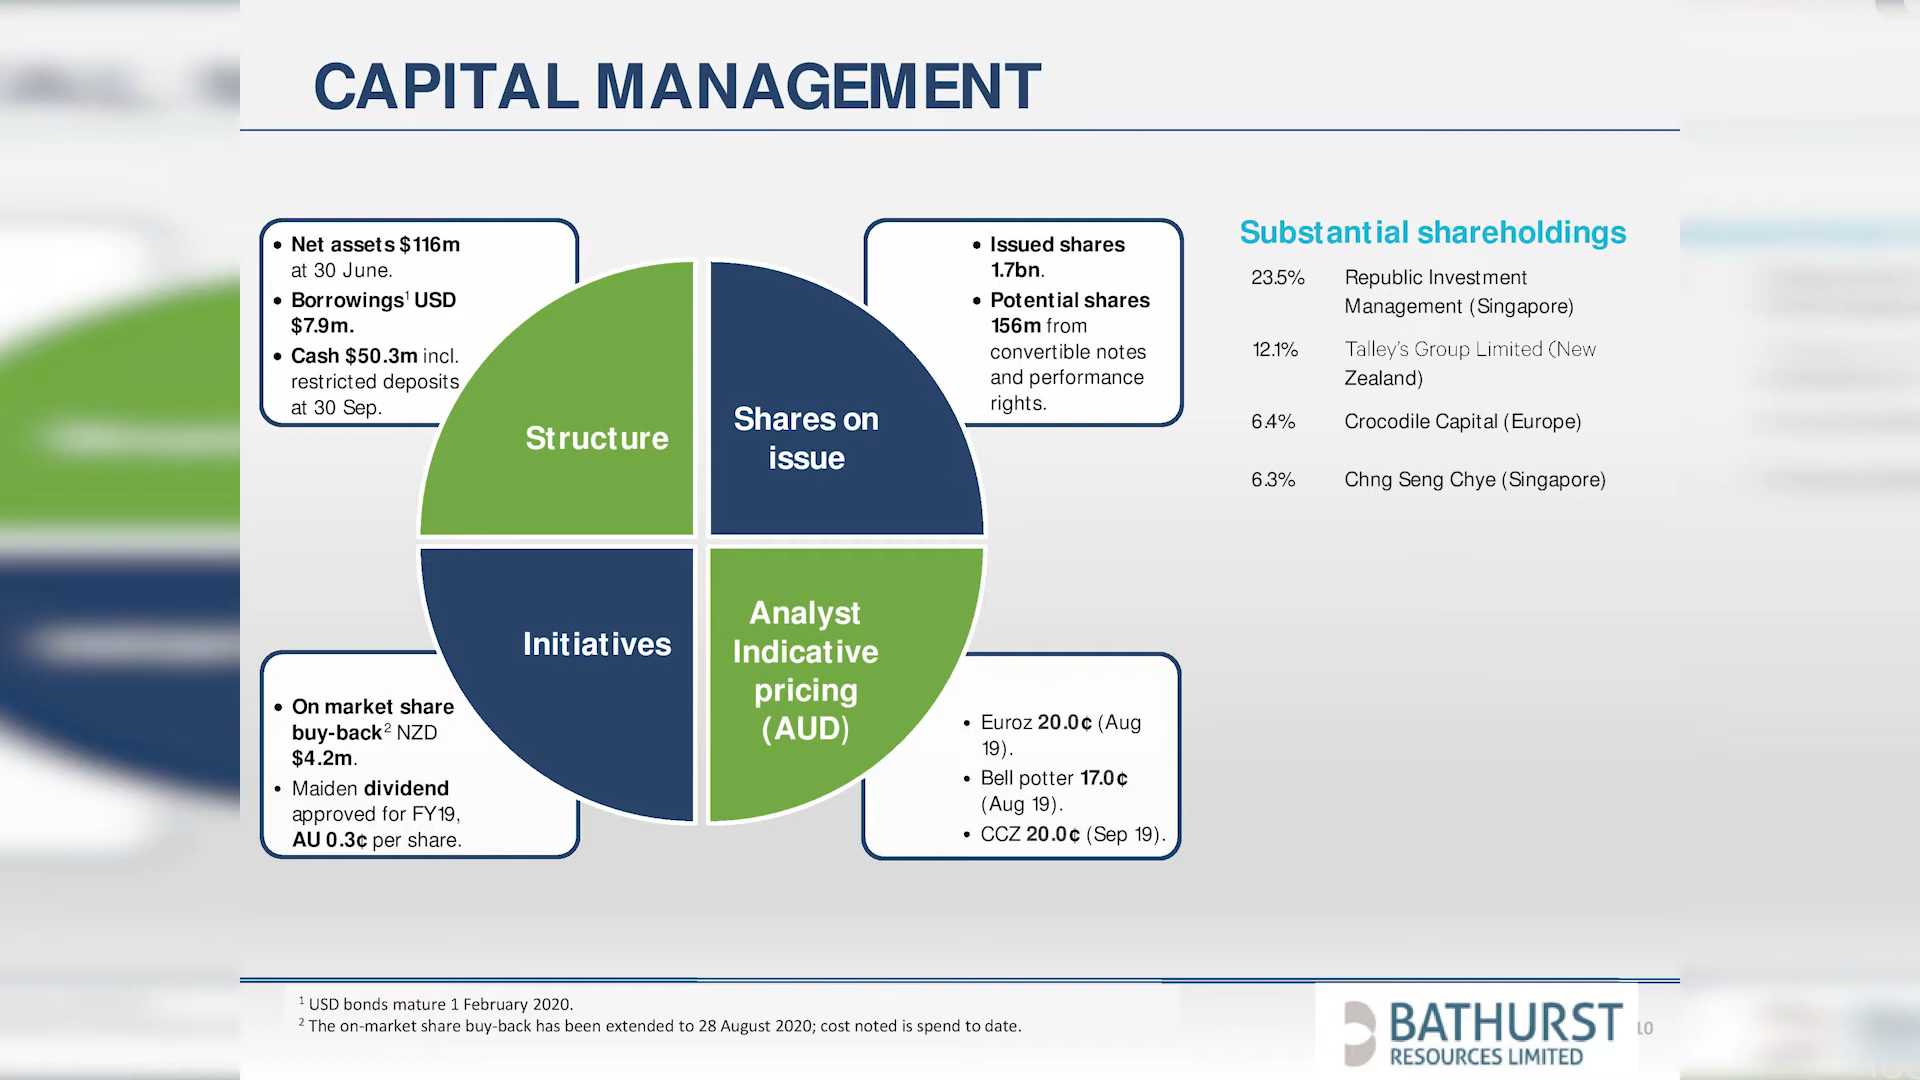 CAPITAL MANAGEMENT
• Net assets $116m
at 30 June.
• Borrowings¹ USD
$7.9m.
• Cash $50.3m incl.
restricted deposits
at 30 Sep.
Structure
Shares on
issue
• Issued shares
1.7bn.
• Potential shares
156m from
convertible notes
and performance
rights.
Initiatives
• On market share
buy-back² NZD
$4.2m.
• Maiden dividend
approved for FY19,
AU 0.3¢ per share.
Analyst
Indicative
pricing
(AUD)
• Euroz 20.0¢ (Aug
19).
• Bell potter 17.0¢
(Aug 19).
• CCZ 20.0¢ (Sep 19).
Substantial shareholdings
23.5% Republic Investment
Management (Singapore)
12.1% Talley's Group Limited (New
Zealand)
6.4% Crocodile Capital (Europe)
6.3% Chng Seng Chye (Singapore)
¹ USD bonds mature 1 February 2020.
² The on-market share buy-back has been extended to 28 August 2020; cost noted is spend to date.
BATHURST
RESOURCES LIMITED
10